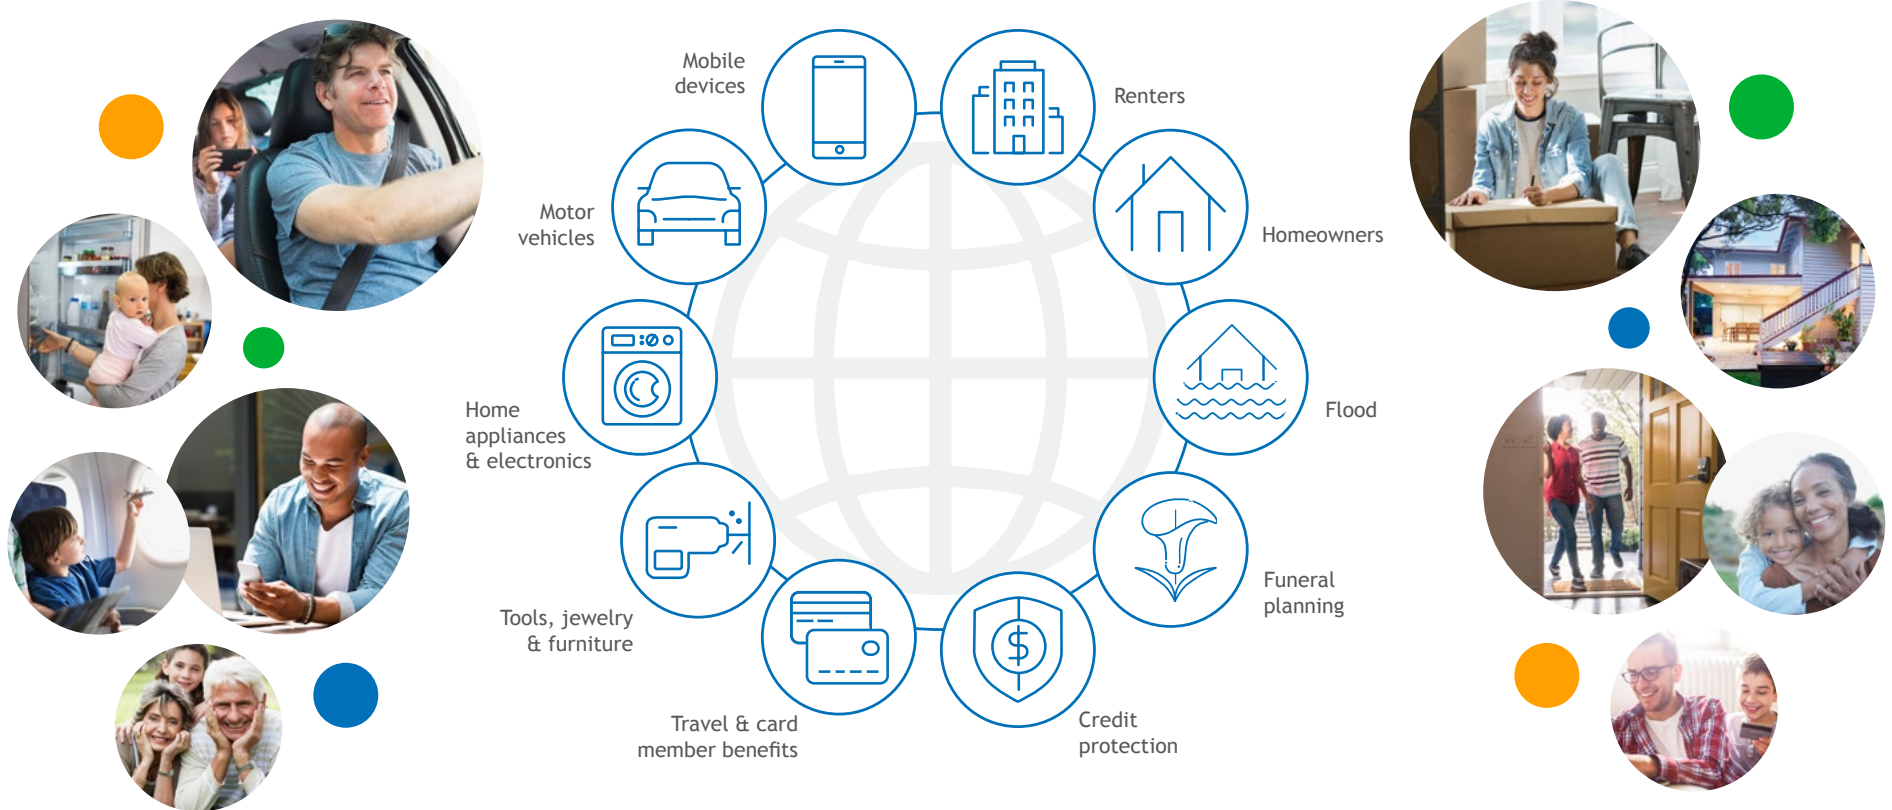 Mobile
devices
Renters
Motor
vehicles
Homeowners
Home
appliances
& electronics
Flood
Tools, jewelry
& furniture
Funeral
planning
Travel & card
member benefits
Credit
protection
$